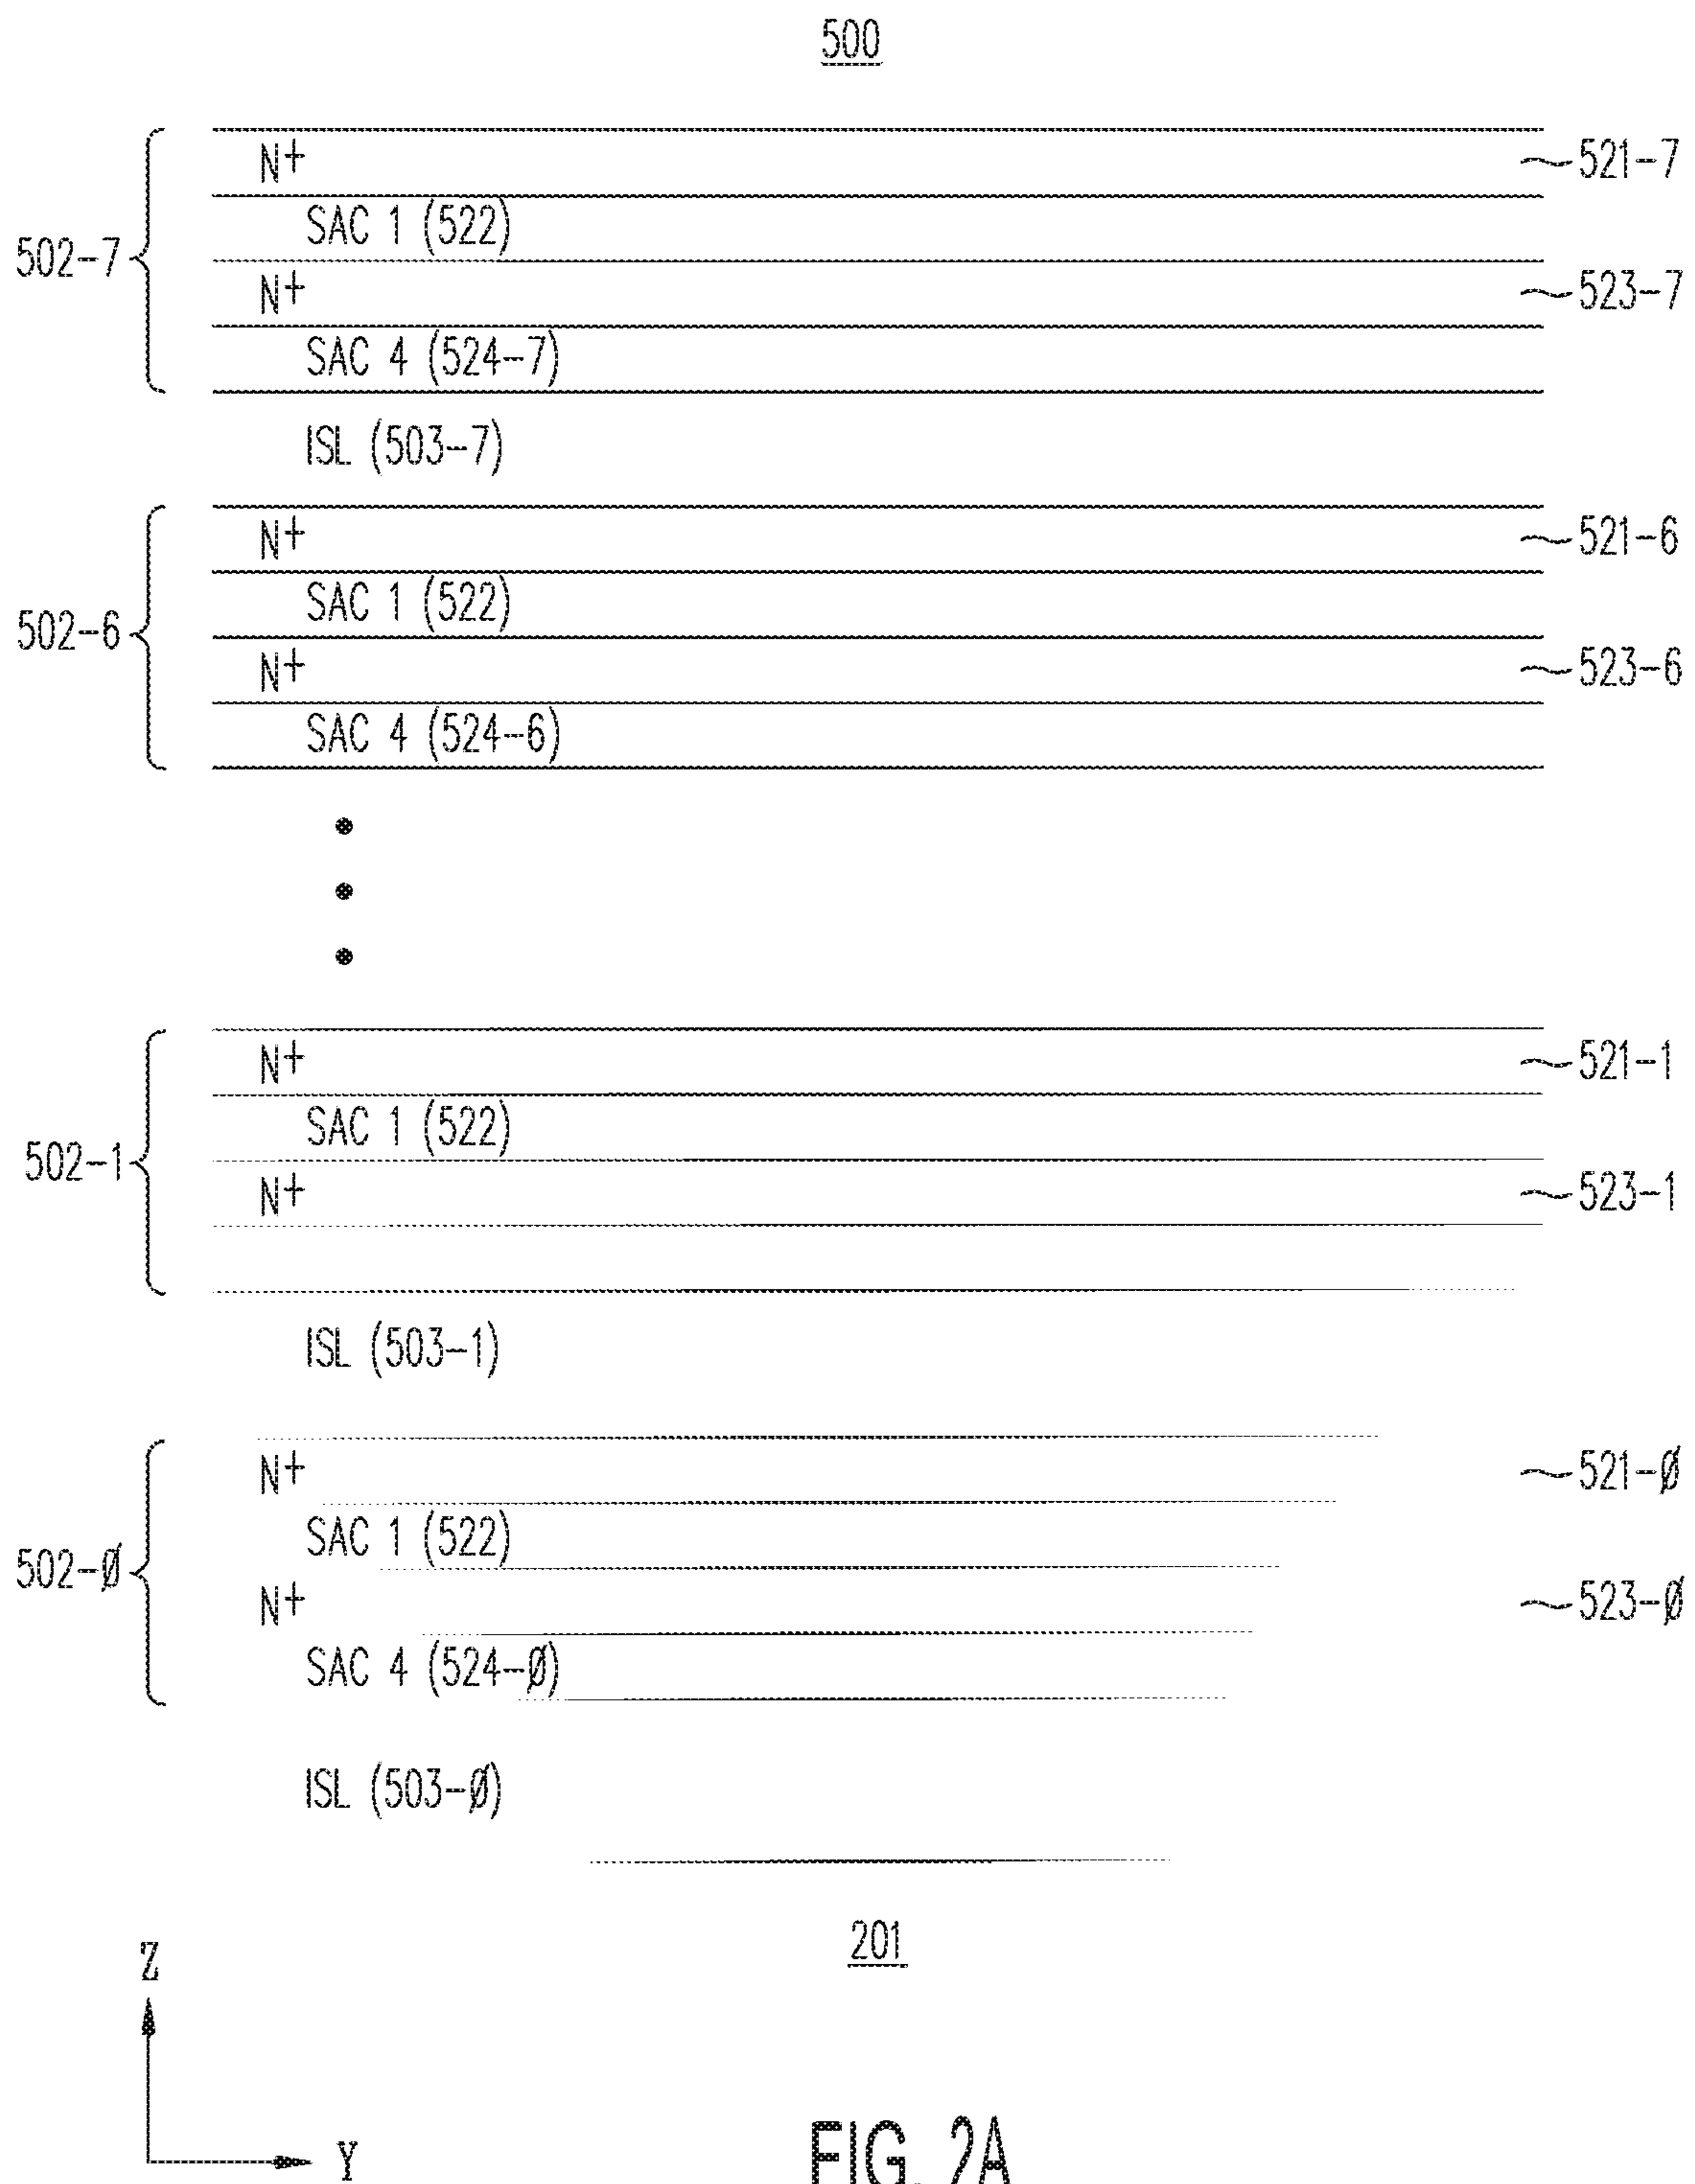 500
N+ 521-7
SAC 1 (522)
502-7
N+ 523-7
SAC 4 (524-7)
ISL (503-7)
N+ 521-6
SAC 1 (522)
502-6
N+ 523-6
SAC 4 (524-6)
N+ 521-1
SAC 1 (522)
502-1
N+ 523-1
ISL (503-1)
N+ 521-Ø
SAC 1 (522)
502-Ø
N+ 523-Ø
SAC 4 (524-Ø)
ISL (503-Ø)
201
Z
Y
FIG. 2A